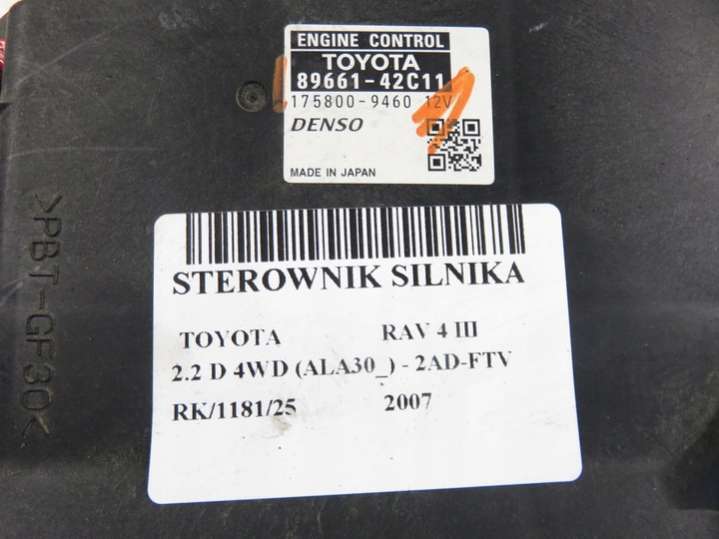 ENGINE CONTROL
TOYOTA
89661-42C11
175800-9460 12V
DENSO
MADE IN JAPAN
>PBT-GF30<
STEROWNIK SILNIKA
TOYOTA RAV 4 III
2.2 D 4WD (ALA30_) - 2AD-FTV
RK/1181/25 2007